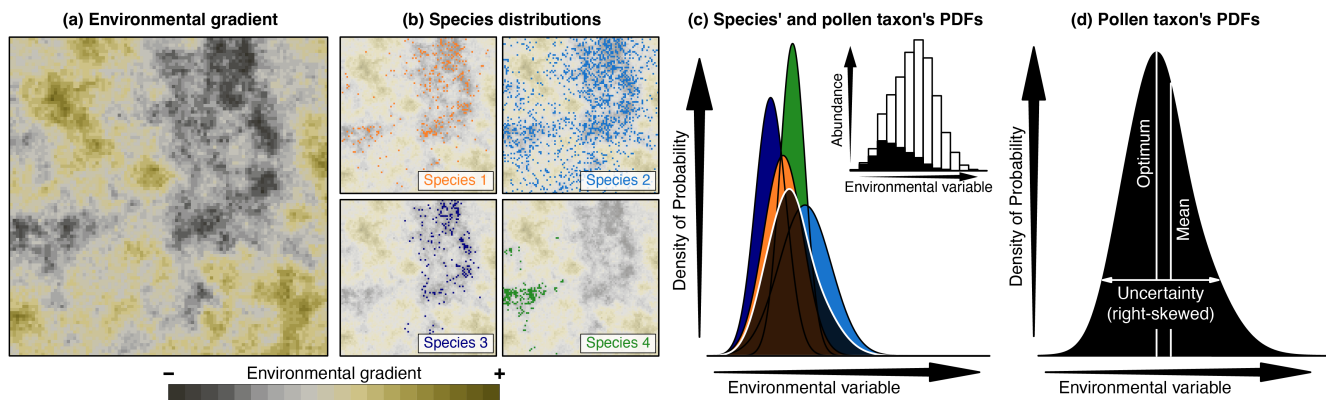 (a) Environmental gradient
− Environmental gradient +
(b) Species distributions
Species 1
Species 2
Species 3
Species 4
(c) Species' and pollen taxon's PDFs
Density of Probability
Environmental variable
Abundance
Environmental variable
(d) Pollen taxon's PDFs
Density of Probability
Optimum
Mean
Uncertainty
(right-skewed)
Environmental variable